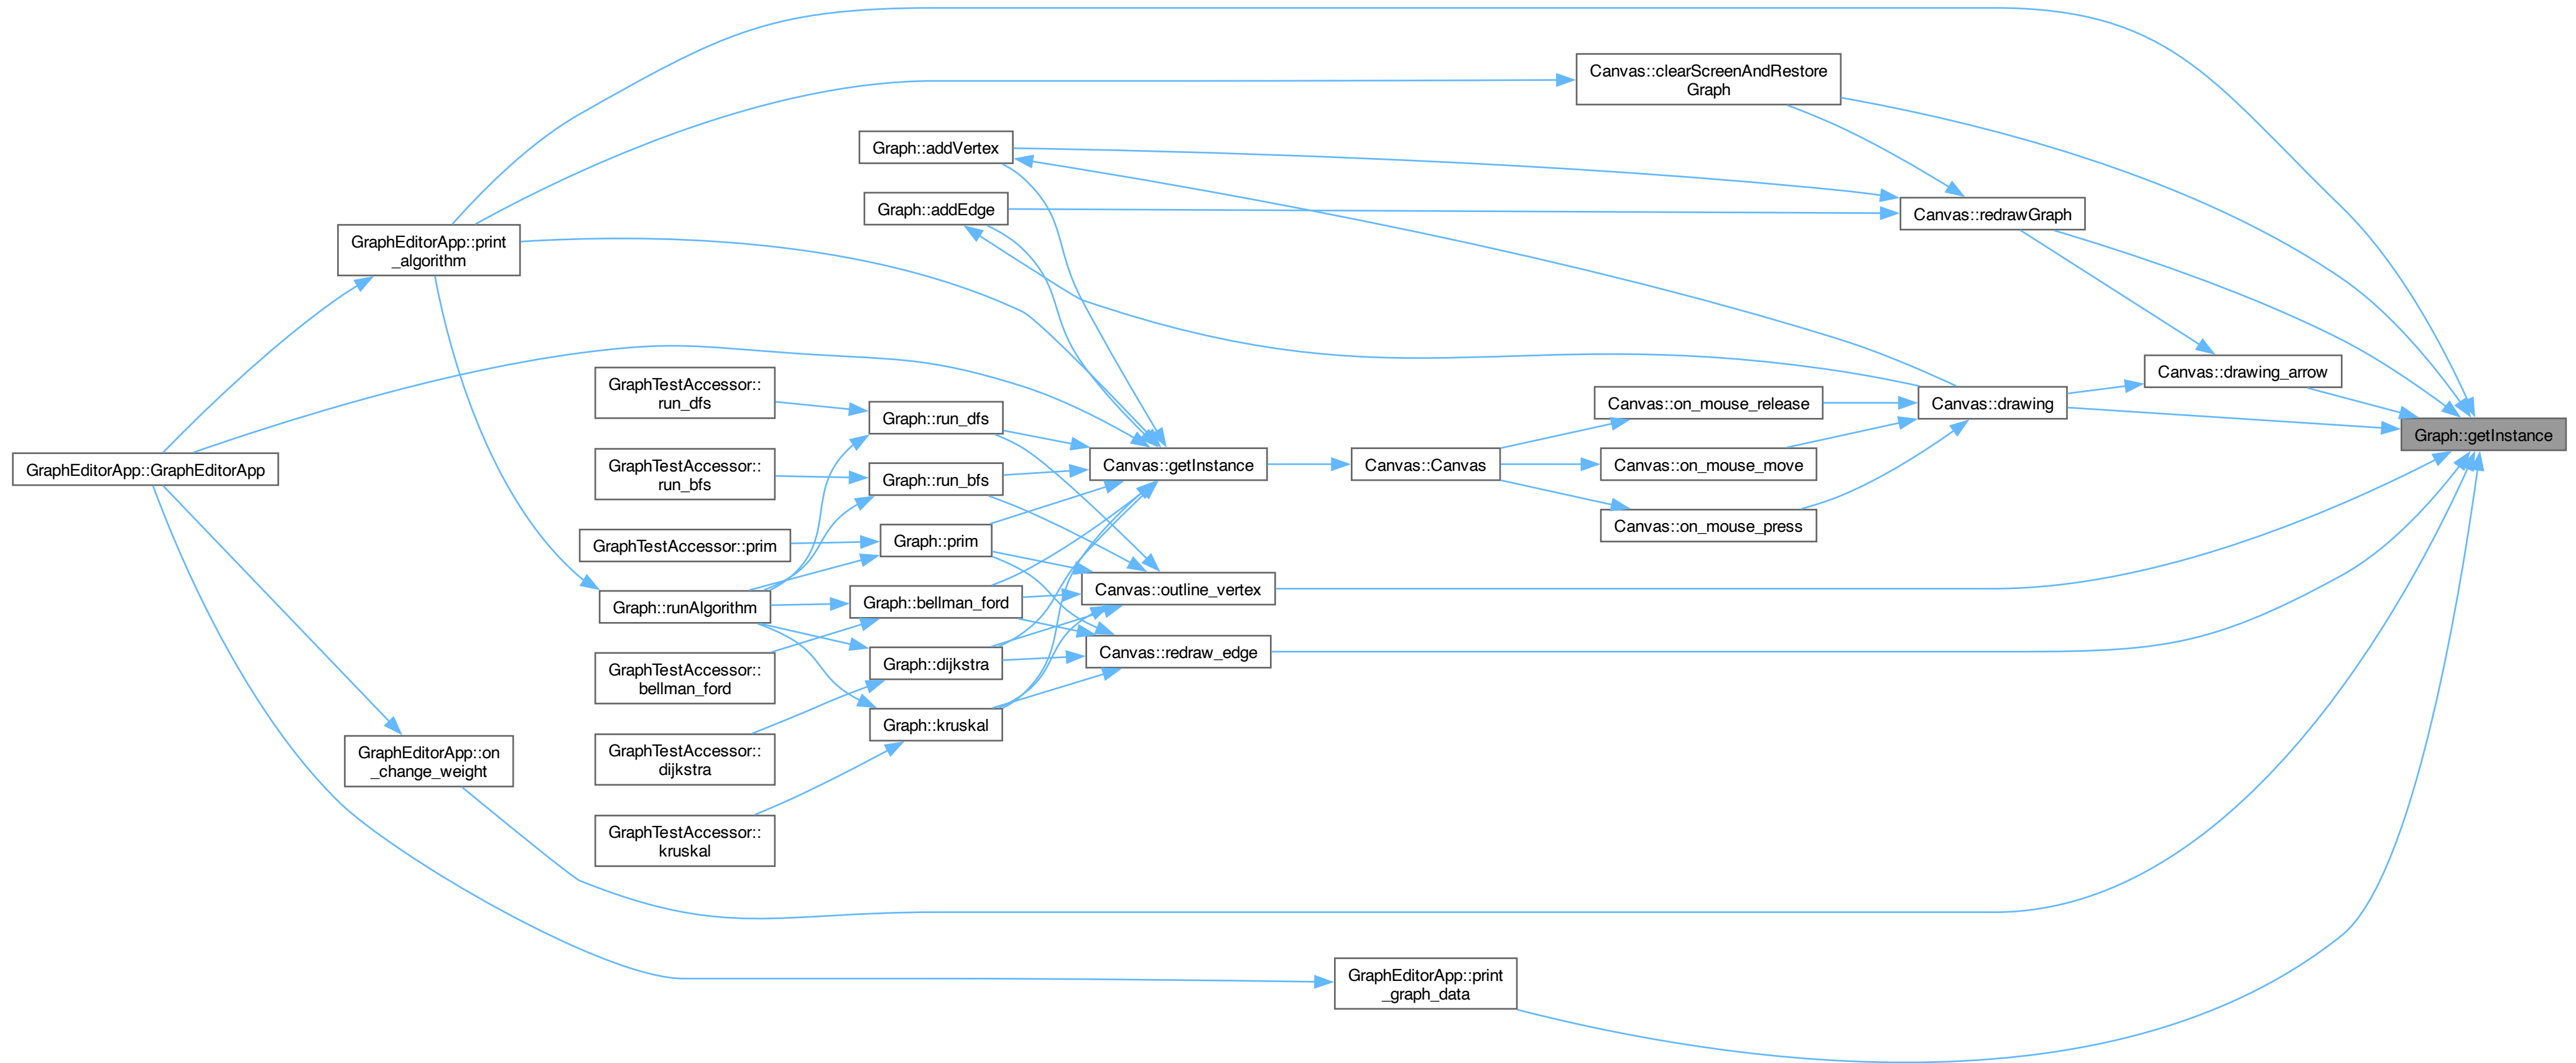 Canvas::clearScreenAndRestore
Graph
Graph::addVertex
Graph::addEdge
Canvas::redrawGraph
GraphEditorApp::print
_algorithm
Canvas::drawing_arrow
GraphTestAccessor::
run_dfs
Graph::run_dfs
Canvas::on_mouse_release
Canvas::drawing
Graph::getInstance
GraphEditorApp::GraphEditorApp
GraphTestAccessor::
run_bfs
Graph::run_bfs
Canvas::getInstance
Canvas::Canvas
Canvas::on_mouse_move
Canvas::on_mouse_press
GraphTestAccessor::prim
Graph::prim
Canvas::outline_vertex
Graph::runAlgorithm
Graph::bellman_ford
Canvas::redraw_edge
GraphTestAccessor::
bellman_ford
Graph::dijkstra
Graph::kruskal
GraphEditorApp::on
_change_weight
GraphTestAccessor::
dijkstra
GraphTestAccessor::
kruskal
GraphEditorApp::print
_graph_data